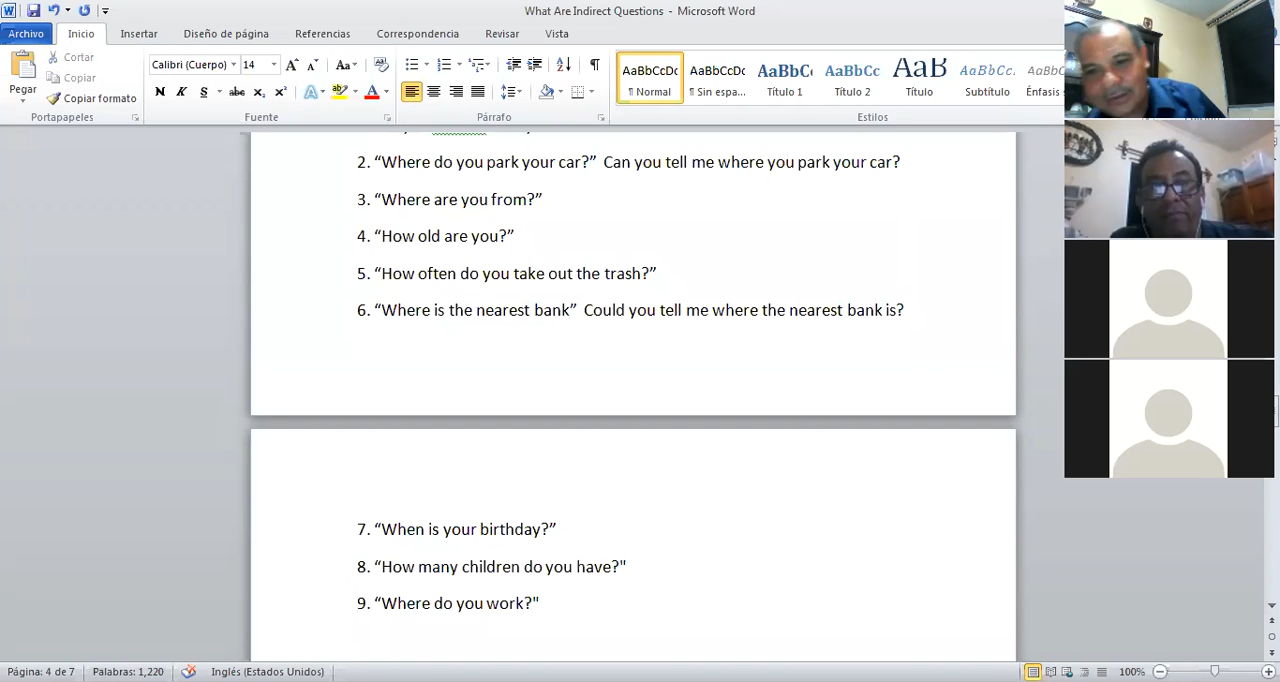 What Are Indirect Questions - Microsoft Word
Archivo Inicio Insertar Diseño de página Referencias Correspondencia Revisar Vista
Pegar
Cortar
Copiar
Copiar formato
Portapapeles
Calibri (Cuerpo) 14
N K S abc x₂ x²
Fuente
Párrafo
AaBbCcDc AaBbCcDc AaBbC AaBbCc AaB AaBbCc.
¶ Normal ¶ Sin espa... Título 1 Título 2 Título Subtítulo Énfasis
Estilos
2. “Where do you park your car?” Can you tell me where you park your car?
3. “Where are you from?”
4. “How old are you?”
5. “How often do you take out the trash?”
6. “Where is the nearest bank” Could you tell me where the nearest bank is?
7. “When is your birthday?”
8. “How many children do you have?"
9. “Where do you work?"
Página: 4 de 7 Palabras: 1,220 Inglés (Estados Unidos) 100%